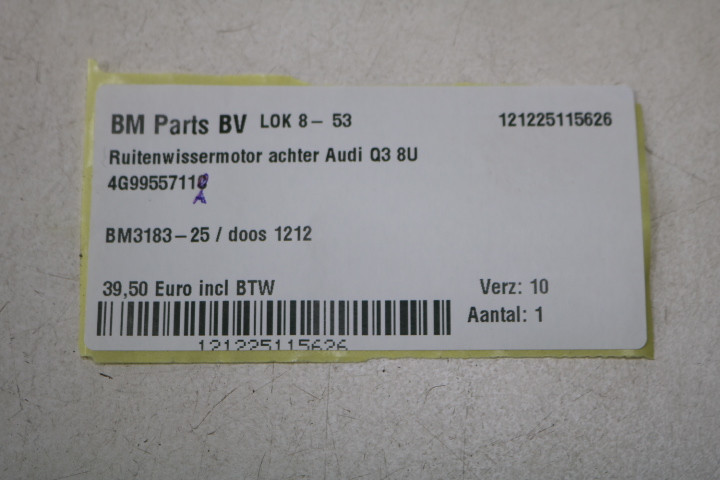 BM Parts BV LOK 8- 53 121225115626
Ruitenwissermotor achter Audi Q3 8U
4G9955711C
A
BM3183-25 / doos 1212
39,50 Euro incl BTW Verz: 10
Aantal: 1
121225115626